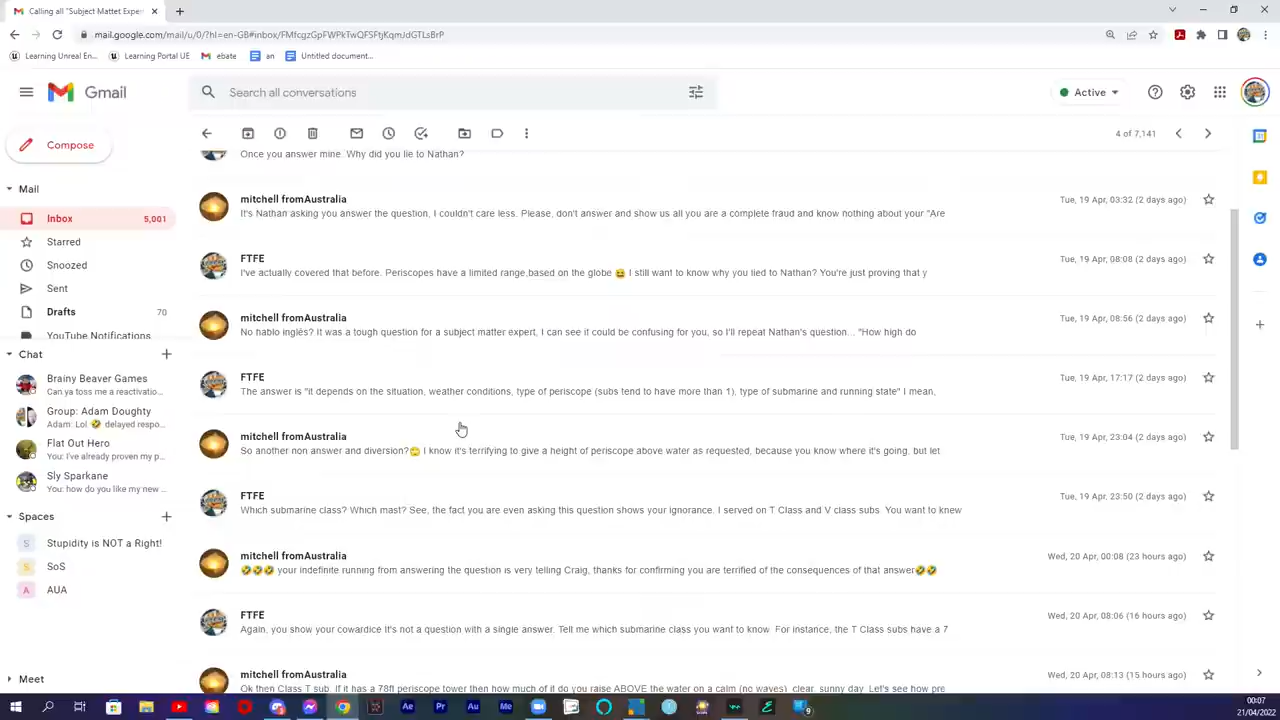 Calling all "Subject Mattet Exper
mail.google.com/mail/u/0/?hl=en-GB#inbox/FMfcgzGpFWPkTwQFSFtjKqmJdGTLsBrP
Learning Unreal En...
Learning Portal UE
ebate
an
Untitled document...
Gmail
Search all conversations
Active
Compose
4 of 7,141
Mail
Inbox 5,001
Starred
Snoozed
Sent
Drafts 70
YouTube Notifications
Chat
Brainy Beaver Games
Can ya toss me a reactivatio...
Group: Adam Doughty
Adam: Lol 🤣 delayed respo...
Flat Out Hero
You: I've already proven my p...
Sly Sparkane
You: how do you like my new ...
Spaces
S Stupidity is NOT a Right!
S SoS
A AUA
Meet
Once you answer mine. Why did you lie to Nathan?
mitchell fromAustralia Tue, 19 Apr, 03:32 (2 days ago)
It's Nathan asking you answer the question, I couldn't care less. Please, don't answer and show us all you are a complete fraud and know nothing about your "Are
FTFE Tue, 19 Apr, 08:08 (2 days ago)
I've actually covered that before. Periscopes have a limited range,based on the globe 😆 I still want to know why you lied to Nathan? You're just proving that y
mitchell fromAustralia Tue, 19 Apr, 08:56 (2 days ago)
No hablo inglés? It was a tough question for a subject matter expert, I can see it could be confusing for you, so I'll repeat Nathan's question... "How high do
FTFE Tue, 19 Apr, 17:17 (2 days ago)
The answer is "it depends on the situation, weather conditions, type of periscope (subs tend to have more than 1), type of submarine and running state" I mean,
mitchell fromAustralia Tue, 19 Apr, 23:04 (2 days ago)
So another non answer and diversion?🙄 I know it's terrifying to give a height of periscope above water as requested, because you know where it's going, but let
FTFE Tue, 19 Apr, 23:50 (2 days ago)
Which submarine class? Which mast? See, the fact you are even asking this question shows your ignorance. I served on T Class and V class subs. You want to knew
mitchell fromAustralia Wed, 20 Apr, 00:08 (23 hours ago)
🤣🤣🤣 your indefinite running from answering the question is very telling Craig, thanks for confirming you are terrified of the consequences of that answer🤣🤣
FTFE Wed, 20 Apr, 08:06 (16 hours ago)
Again, you show your cowardice It's not a question with a single answer. Tell me which submarine class you want to know. For instance, the T Class subs have a 7
mitchell fromAustralia Wed, 20 Apr, 08:13 (15 hours ago)
Ok then Class T sub. If it has a 78ft periscope tower then how much of it do you raise ABOVE the water on a calm (no waves), clear, sunny day. Let's see how pre
00:07
21/04/2022